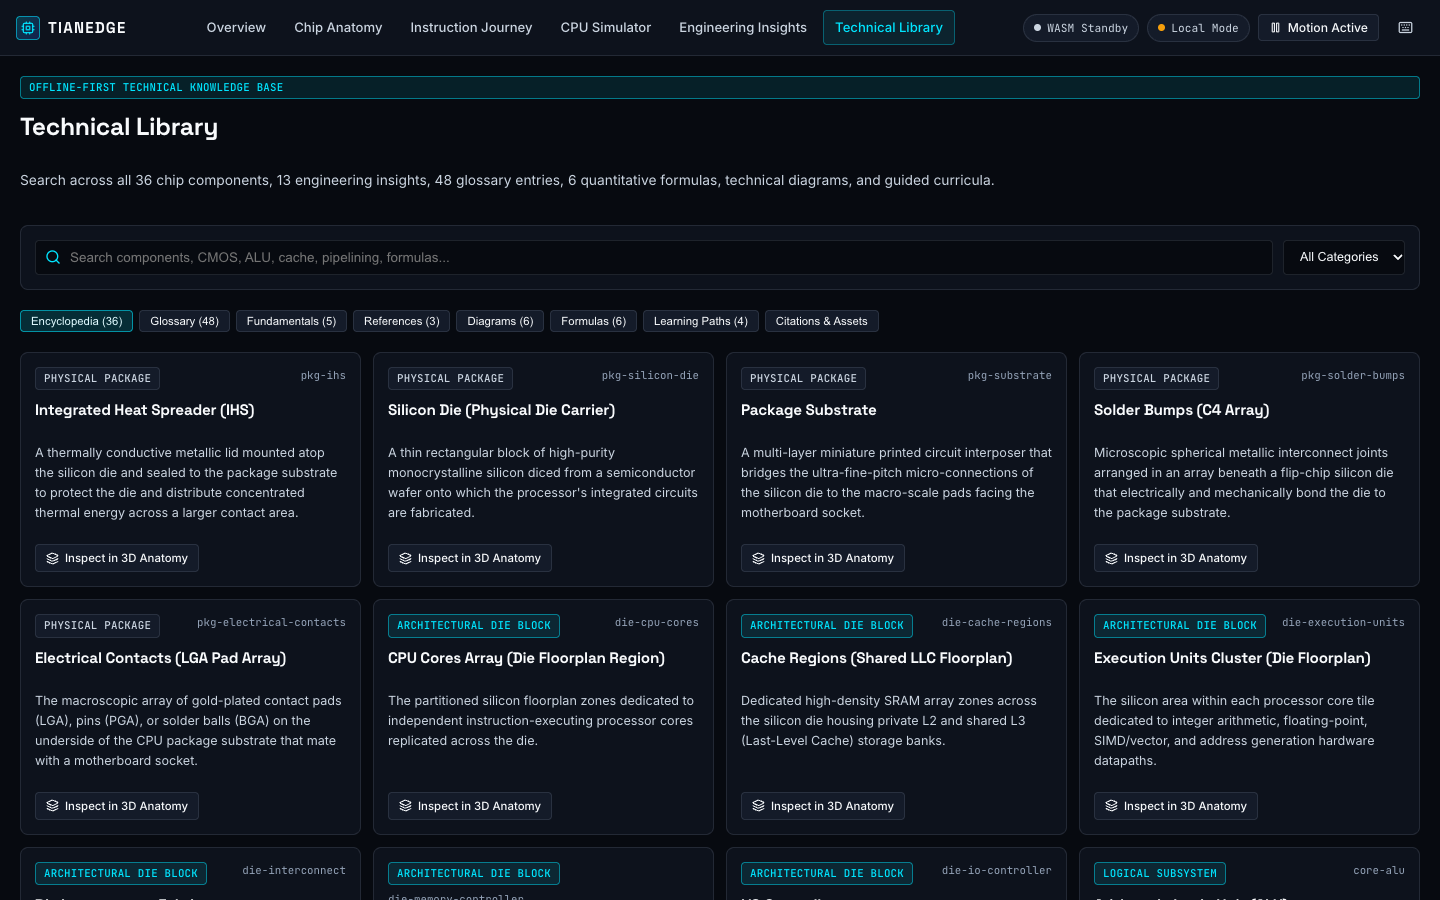 TIANEDGE
Overview
Chip Anatomy
Instruction Journey
CPU Simulator
Engineering Insights
Technical Library
WASM Standby
Local Mode
Motion Active
OFFLINE-FIRST TECHNICAL KNOWLEDGE BASE
Technical Library
Search across all 36 chip components, 13 engineering insights, 48 glossary entries, 6 quantitative formulas, technical diagrams, and guided curricula.
Search components, CMOS, ALU, cache, pipelining, formulas...
All Categories
Encyclopedia (36)
Glossary (48)
Fundamentals (5)
References (3)
Diagrams (6)
Formulas (6)
Learning Paths (4)
Citations & Assets
PHYSICAL PACKAGE
pkg-ihs
Integrated Heat Spreader (IHS)
A thermally conductive metallic lid mounted atop
the silicon die and sealed to the package substrate
to protect the die and distribute concentrated
thermal energy across a larger contact area.
Inspect in 3D Anatomy
PHYSICAL PACKAGE
pkg-silicon-die
Silicon Die (Physical Die Carrier)
A thin rectangular block of high-purity
monocrystalline silicon diced from a semiconductor
wafer onto which the processor's integrated circuits
are fabricated.
Inspect in 3D Anatomy
PHYSICAL PACKAGE
pkg-substrate
Package Substrate
A multi-layer miniature printed circuit interposer that
bridges the ultra-fine-pitch micro-connections of
the silicon die to the macro-scale pads facing the
motherboard socket.
Inspect in 3D Anatomy
PHYSICAL PACKAGE
pkg-solder-bumps
Solder Bumps (C4 Array)
Microscopic spherical metallic interconnect joints
arranged in an array beneath a flip-chip silicon die
that electrically and mechanically bond the die to
the package substrate.
Inspect in 3D Anatomy
PHYSICAL PACKAGE
pkg-electrical-contacts
Electrical Contacts (LGA Pad Array)
The macroscopic array of gold-plated contact pads
(LGA), pins (PGA), or solder balls (BGA) on the
underside of the CPU package substrate that mate
with a motherboard socket.
Inspect in 3D Anatomy
ARCHITECTURAL DIE BLOCK
die-cpu-cores
CPU Cores Array (Die Floorplan Region)
The partitioned silicon floorplan zones dedicated to
independent instruction-executing processor cores
replicated across the die.
Inspect in 3D Anatomy
ARCHITECTURAL DIE BLOCK
die-cache-regions
Cache Regions (Shared LLC Floorplan)
Dedicated high-density SRAM array zones across
the silicon die housing private L2 and shared L3
(Last-Level Cache) storage banks.
Inspect in 3D Anatomy
ARCHITECTURAL DIE BLOCK
die-execution-units
Execution Units Cluster (Die Floorplan)
The silicon area within each processor core tile
dedicated to integer arithmetic, floating-point,
SIMD/vector, and address generation hardware
datapaths.
Inspect in 3D Anatomy
ARCHITECTURAL DIE BLOCK
die-interconnect
ARCHITECTURAL DIE BLOCK
die-memory-controller
ARCHITECTURAL DIE BLOCK
die-io-controller
LOGICAL SUBSYSTEM
core-alu